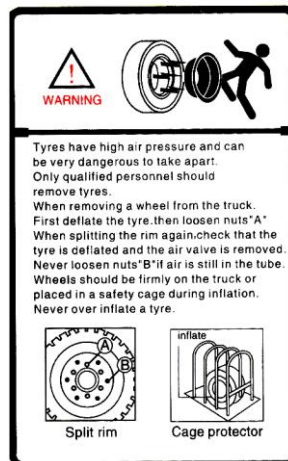 WARNING
Tyres have high air pressure and can
be very dangerous to take apart.
Only qualified personnel should
remove tyres.
When removing a wheel from the truck.
First deflate the tyre.then loosen nuts"A"
When splitting the rim again.check that the
tyre is deflated and the air valve is removed.
Never loosen nuts"B"if air is still in the tube.
Wheels should be firmly on the truck or
placed in a safety cage during inflation.
Never over inflate a tyre.
A
B
inflate
Split rim
Cage protector